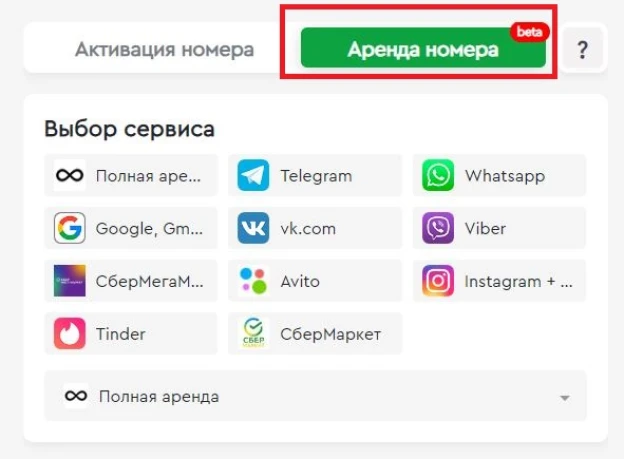 Активация номера
Аренда номера
beta
?
Выбор сервиса
Полная аре...
Telegram
Whatsapp
Google, Gm...
vk.com
Viber
СберМегаМ...
Avito
Instagram + ...
Tinder
СБЕР
СберМаркет
Полная аренда